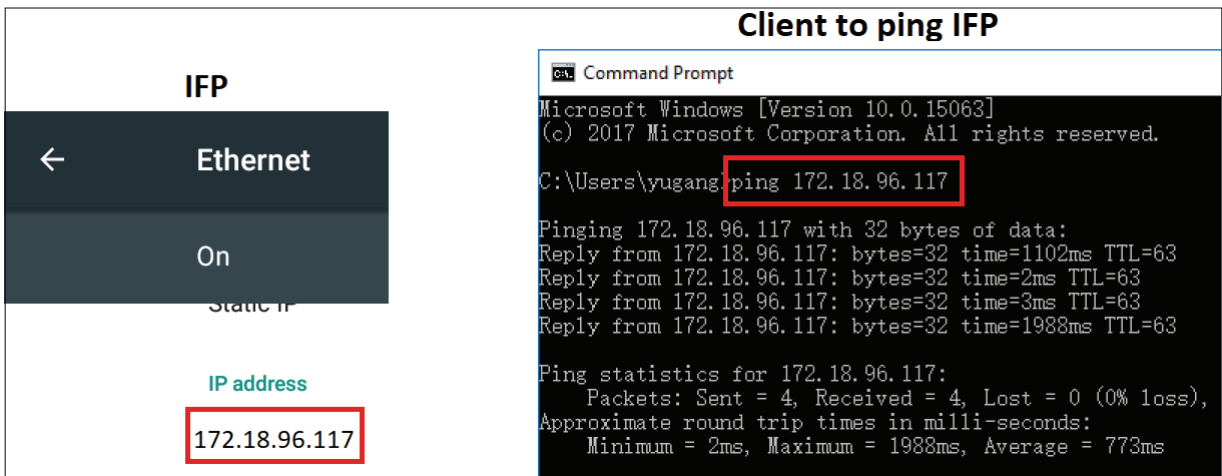 IFP
←
Ethernet
On
Static IP
IP address
172.18.96.117
Client to ping IFP
C:\. Command Prompt
Microsoft Windows [Version 10.0.15063]
(c) 2017 Microsoft Corporation. All rights reserved.
C:\Users\yugang>ping 172.18.96.117
Pinging 172.18.96.117 with 32 bytes of data:
Reply from 172.18.96.117: bytes=32 time=1102ms TTL=63
Reply from 172.18.96.117: bytes=32 time=2ms TTL=63
Reply from 172.18.96.117: bytes=32 time=3ms TTL=63
Reply from 172.18.96.117: bytes=32 time=1988ms TTL=63
Ping statistics for 172.18.96.117:
Packets: Sent = 4, Received = 4, Lost = 0 (0% loss),
Approximate round trip times in milli-seconds:
Minimum = 2ms, Maximum = 1988ms, Average = 773ms